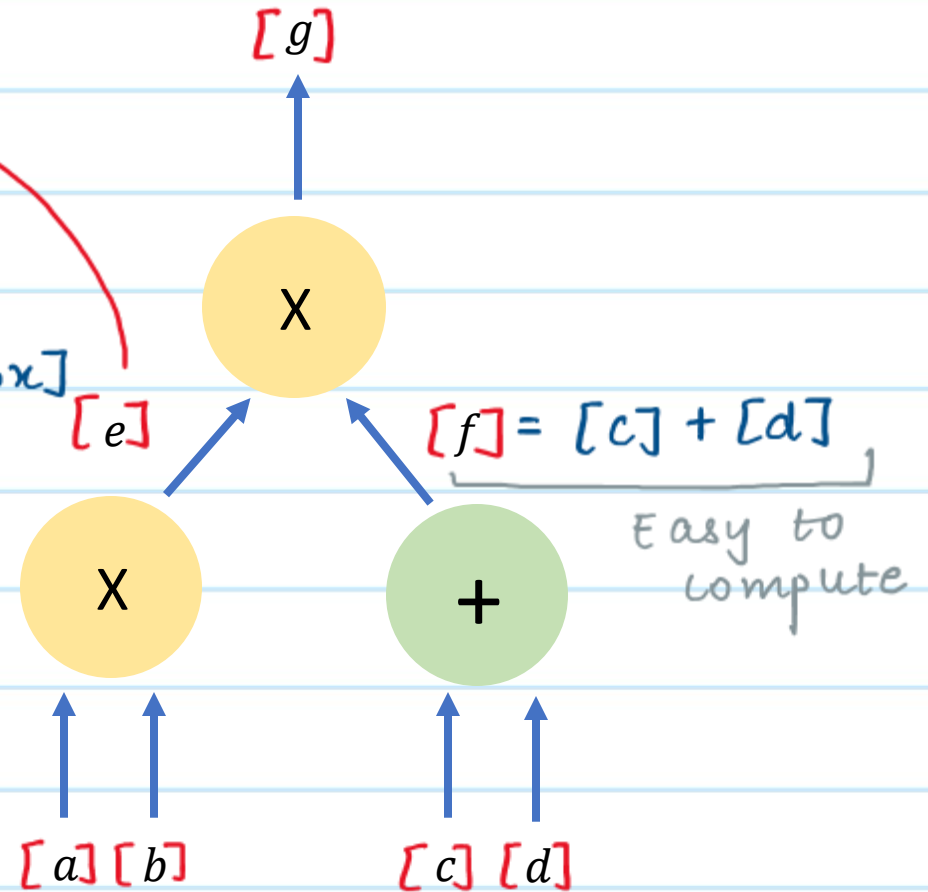 [g]
X
x]
[e]
[f] = [c] + [d]
Easy to
compute
X
+
[a] [b]
[c] [d]